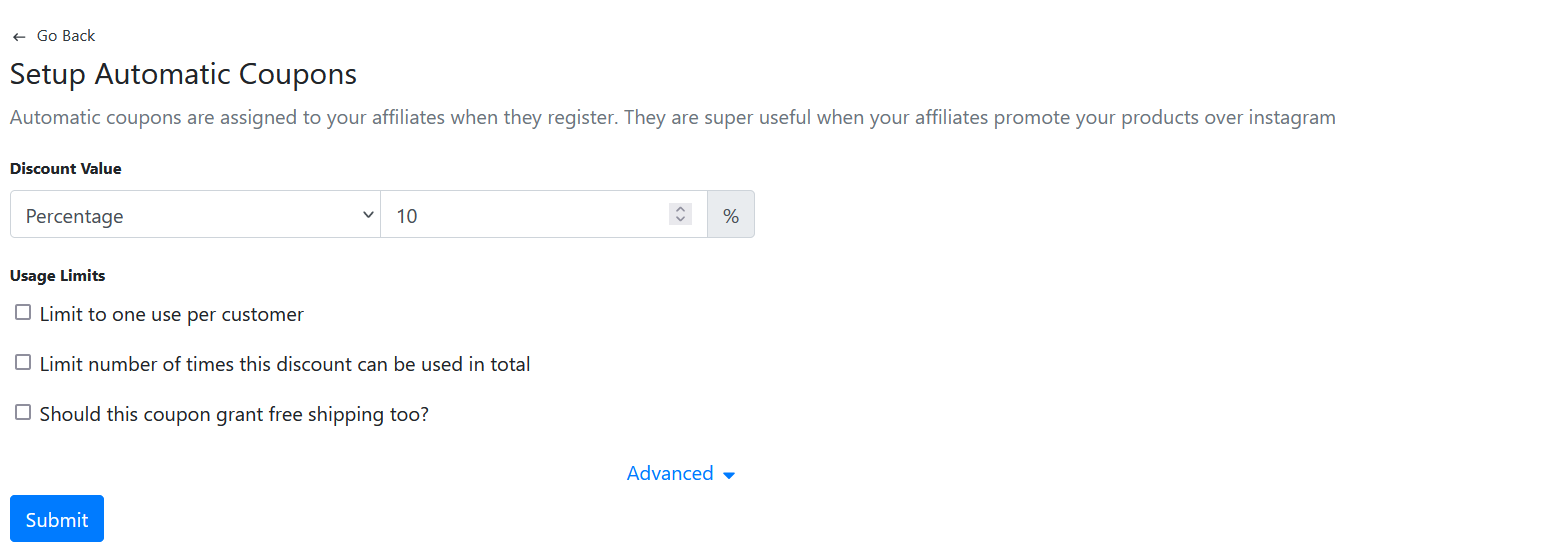 ← Go Back
Setup Automatic Coupons
Automatic coupons are assigned to your affiliates when they register. They are super useful when your affiliates promote your products over instagram
Discount Value
Percentage 10 %
Usage Limits
Limit to one use per customer
Limit number of times this discount can be used in total
Should this coupon grant free shipping too?
Advanced
Submit